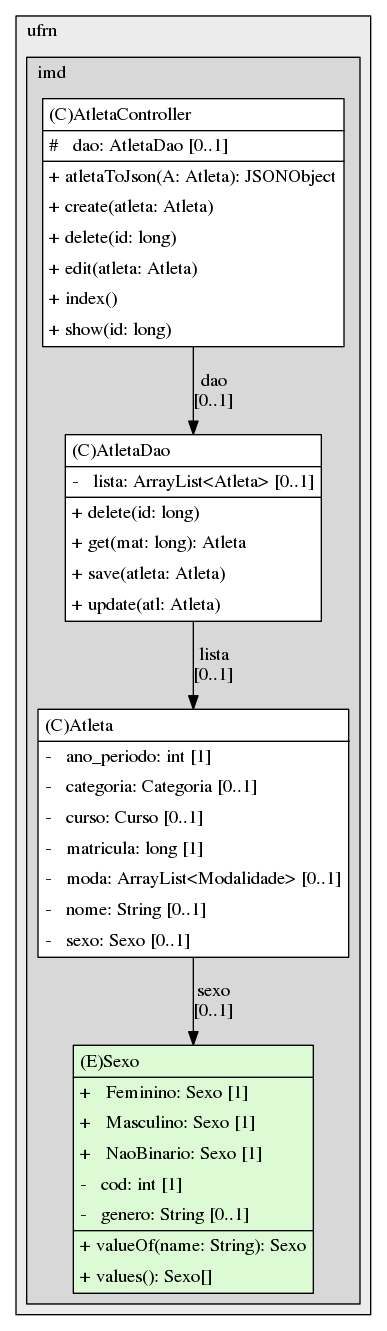 ufrn
imd
(C)AtletaController
# dao: AtletaDao [0..1]
+ atletaToJson(A: Atleta): JSONObject
+ create(atleta: Atleta)
+ delete(id: long)
+ edit(atleta: Atleta)
+ index()
+ show(id: long)
dao
[0..1]
(C)AtletaDao
- lista: ArrayList<Atleta> [0..1]
+ delete(id: long)
+ get(mat: long): Atleta
+ save(atleta: Atleta)
+ update(atl: Atleta)
lista
[0..1]
(C)Atleta
- ano_periodo: int [1]
- categoria: Categoria [0..1]
- curso: Curso [0..1]
- matricula: long [1]
- moda: ArrayList<Modalidade> [0..1]
- nome: String [0..1]
- sexo: Sexo [0..1]
sexo
[0..1]
(E)Sexo
+ Feminino: Sexo [1]
+ Masculino: Sexo [1]
+ NaoBinario: Sexo [1]
- cod: int [1]
- genero: String [0..1]
+ valueOf(name: String): Sexo
+ values(): Sexo[]